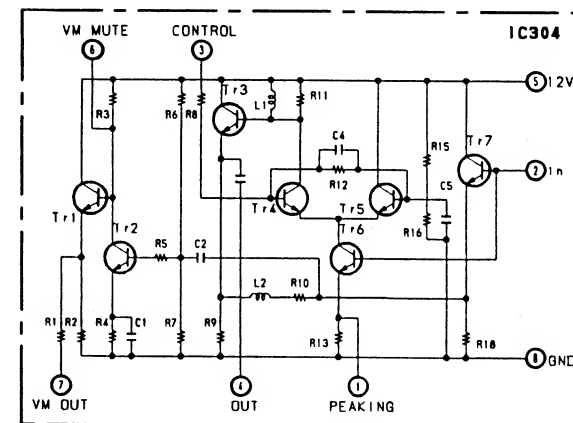 IC304
VM MUTE
6
CONTROL
3
5 12V
R3
R6
R8
Tr3
L1
R11
C4
R12
R15
Tr7
2 In
Tr1
Tr2
Tr4
Tr5
C5
R16
Tr6
R5
C2
L2
R10
R1
R2
R4
C1
R7
R9
R13
R18
8 GND
7
VM OUT
4
OUT
1
PEAKING